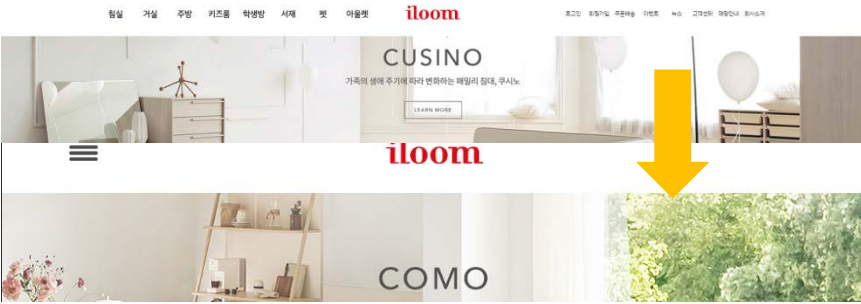 침실 거실 주방 키즈룸 학생방 서재 펫 아울렛 iloom 로그인 회원가입 주문배송 이벤트 뉴스 고객센터 매장안내 회사소개
CUSINO
가족의 생애 주기에 따라 변화하는 패밀리 침대, 쿠시노
LEARN MORE
iloom
COMO